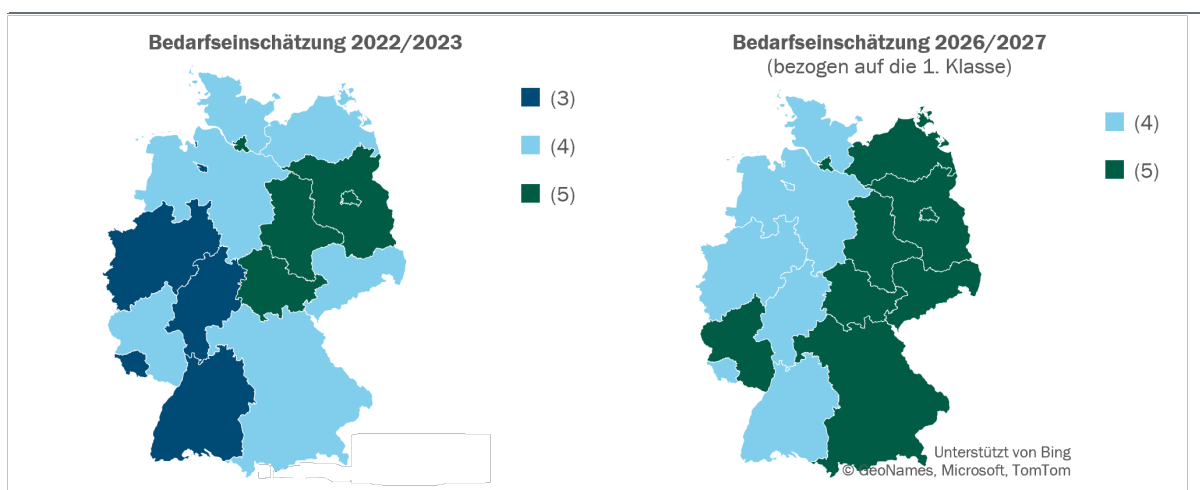 Bedarfseinschätzung 2022/2023
(3)
(4)
(5)
Bedarfseinschätzung 2026/2027
(bezogen auf die 1. Klasse)
(4)
(5)
Unterstützt von Bing
© GeoNames, Microsoft, TomTom